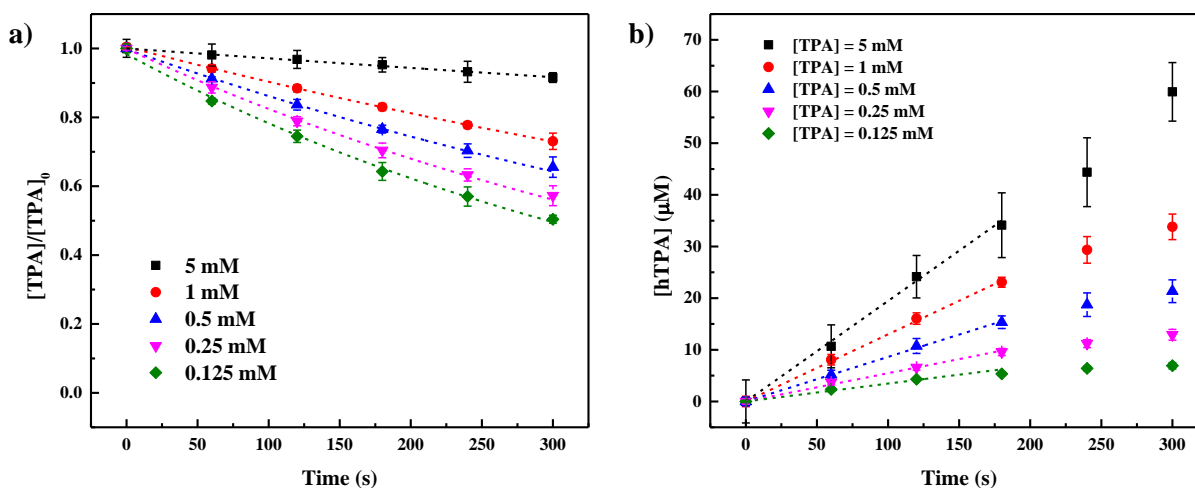 a)
1.0
0.8
0.6
0.4
0.2
0.0
[TPA]/[TPA]0
5 mM
1 mM
0.5 mM
0.25 mM
0.125 mM
0 50 100 150 200 250 300
Time (s)
b)
70
60
50
40
30
20
10
0
[hTPA] (μM)
[TPA] = 5 mM
[TPA] = 1 mM
[TPA] = 0.5 mM
[TPA] = 0.25 mM
[TPA] = 0.125 mM
0 50 100 150 200 250 300
Time (s)